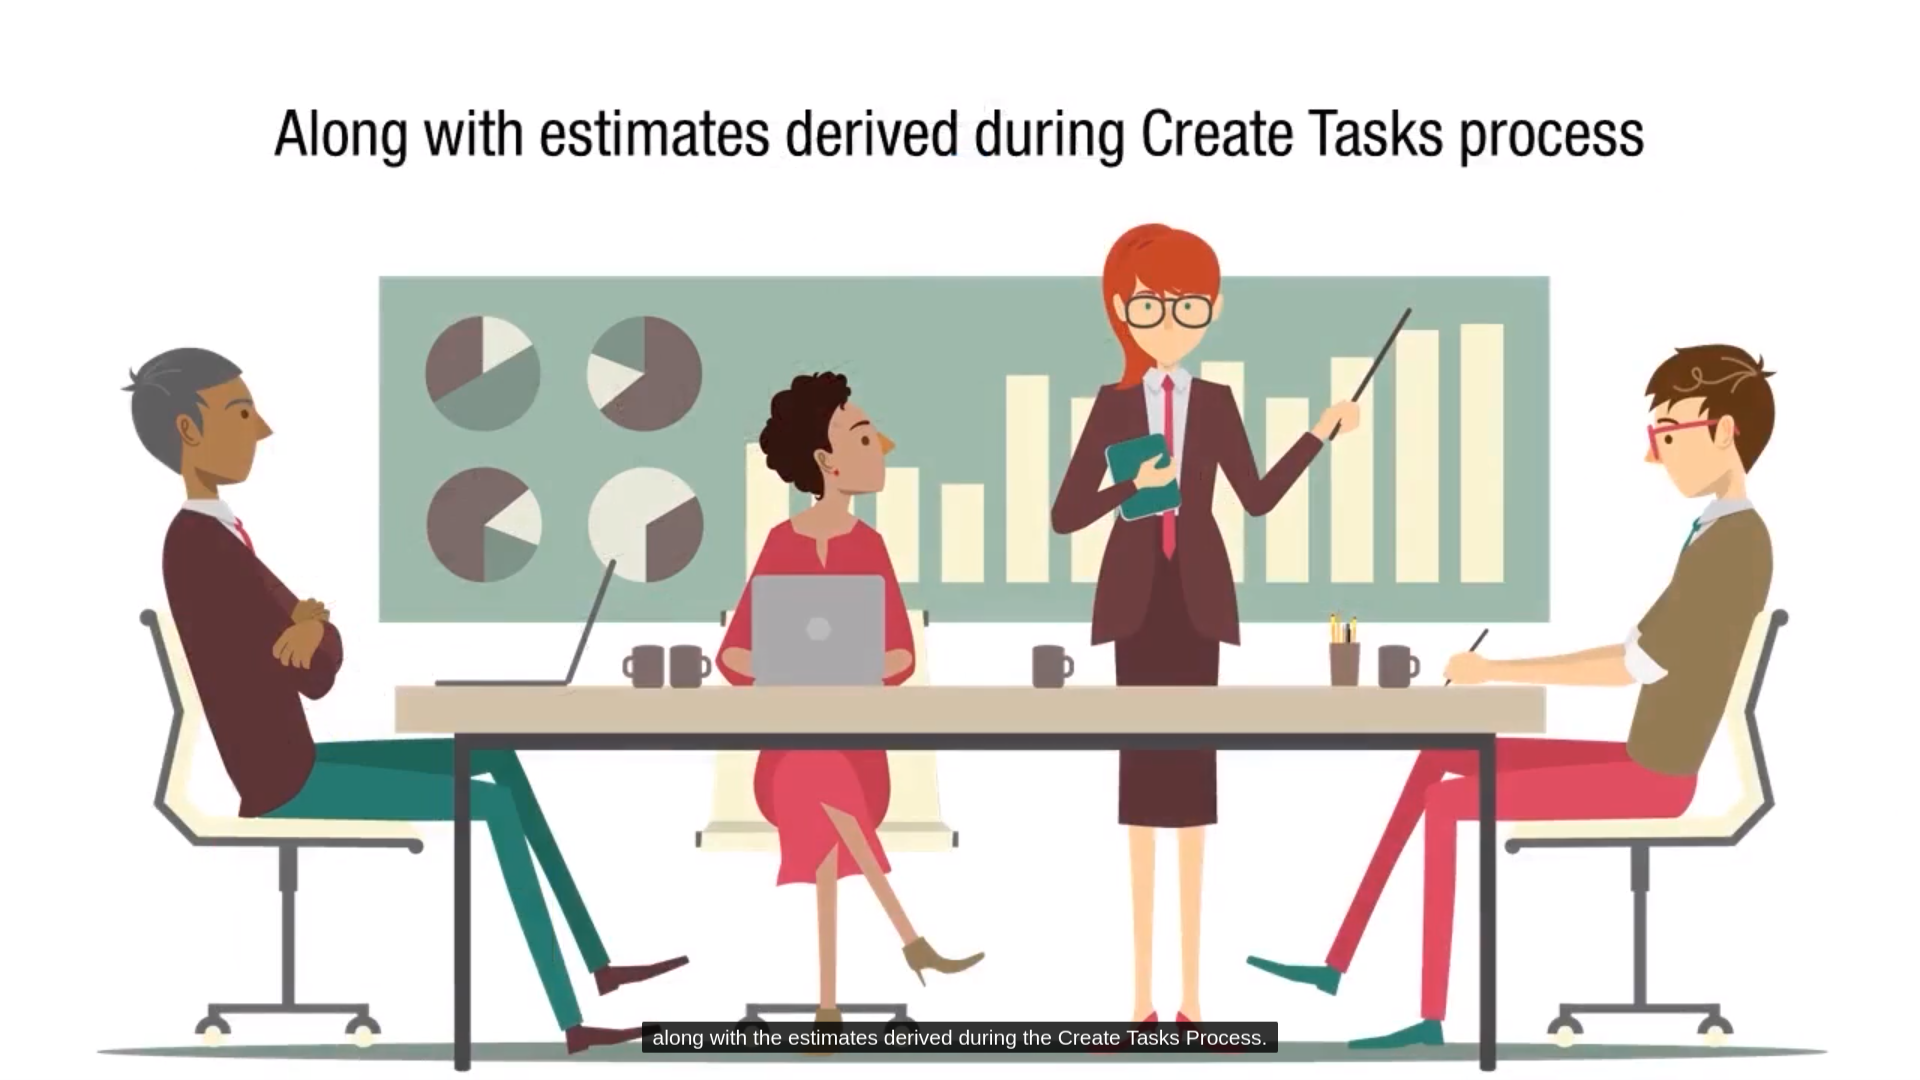 Along with estimates derived during Create Tasks process
along with the estimates derived during the Create Tasks Process.